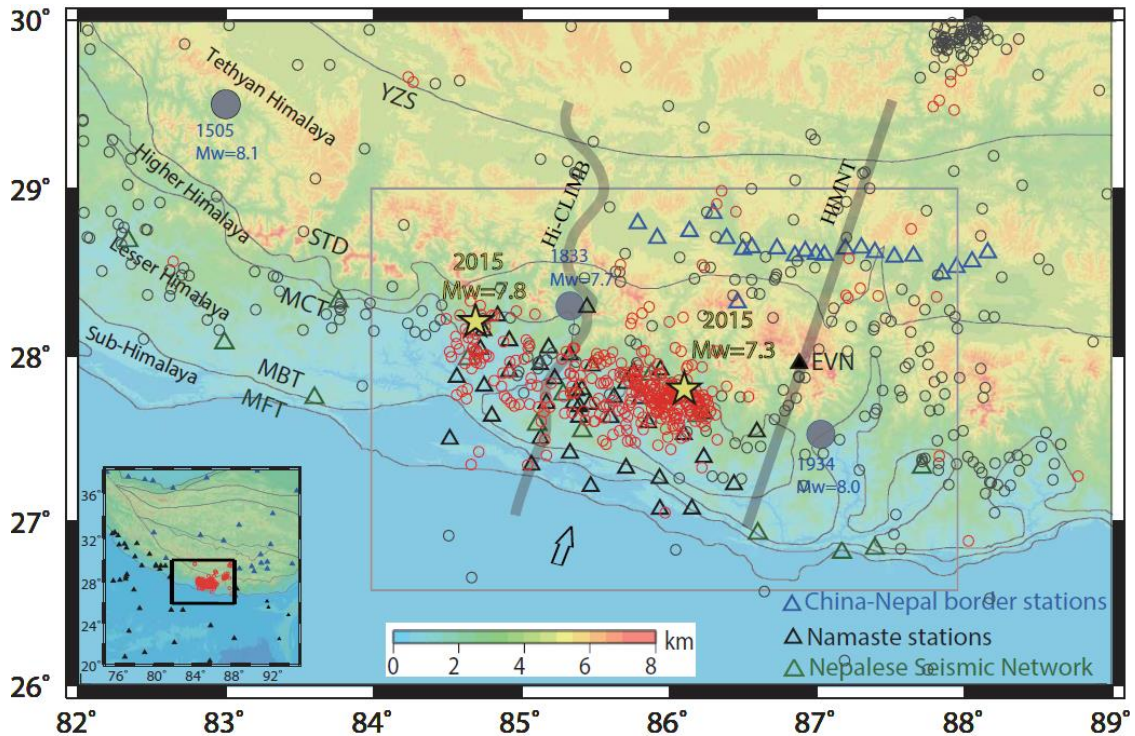 30°
29°
28°
27°
26°
82°
83°
84°
85°
86°
87°
88°
89°
Tethyan Himalaya
YZS
1505
Mw=8.1
Higher Himalaya
STD
Lesser Himalaya
MCT
Sub-Himalaya
MBT
MFT
Hi-CLIMB
HIMNT
2015
Mw=7.8
1833
Mw=7.7
2015
Mw=7.3
EVN
1934
Mw=8.0
36°
32°
28°
24°
20°
76°
80°
84°
88°
92°
km
0
2
4
6
8
China-Nepal border stations
Namaste stations
Nepalese Seismic Network